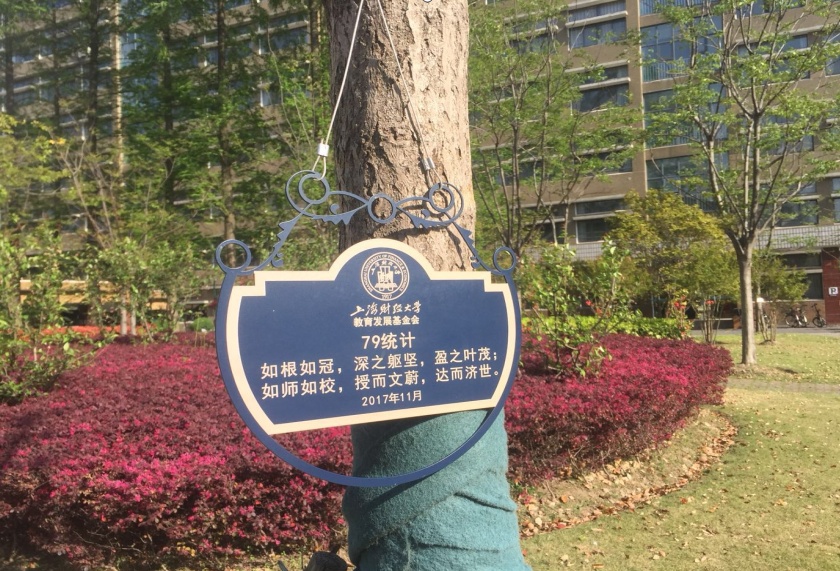 上海财经大学
教育发展基金会
79统计
如根如冠，深之躯坚，盈之叶茂；
如师如校，授而文蔚，达而济世。
2017年11月
P